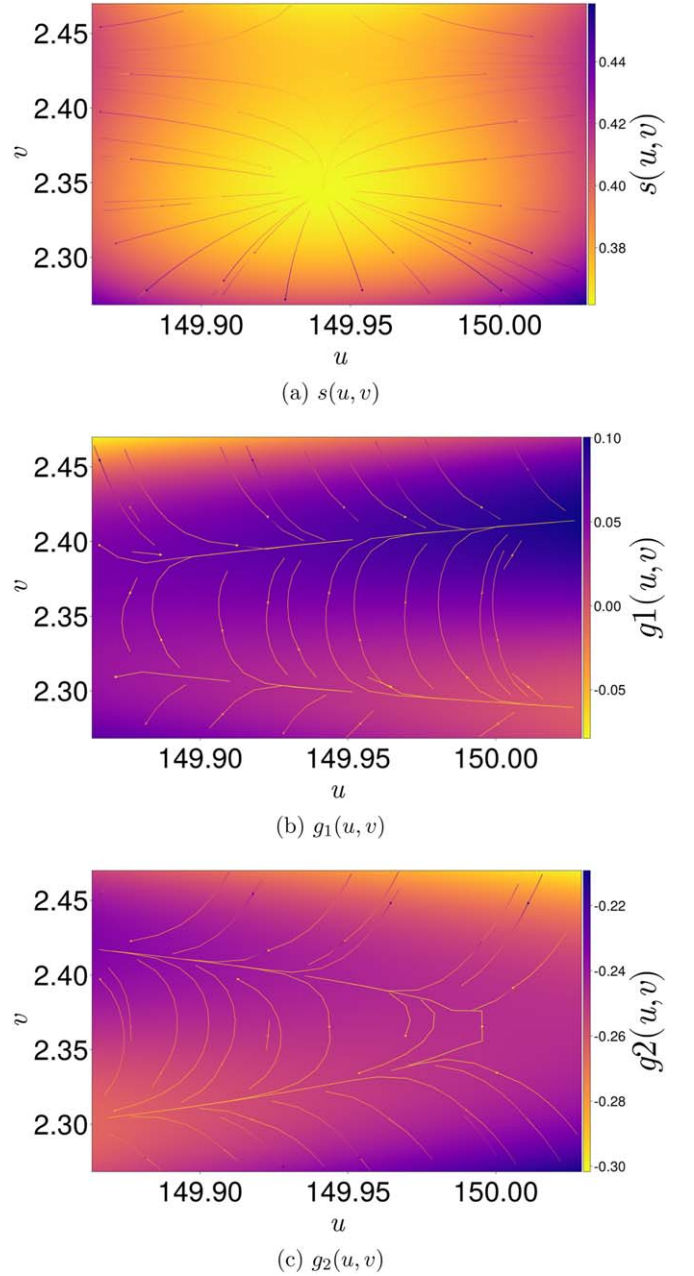 2.45
2.40
2.35
2.30
v
149.90 149.95 150.00
u
0.44
0.42
0.40
0.38
s(u,v)
(a) s(u, v)
2.45
2.40
2.35
2.30
v
149.90 149.95 150.00
u
0.10
0.05
0.00
-0.05
g1(u,v)
(b) g₁(u, v)
2.45
2.40
2.35
2.30
v
149.90 149.95 150.00
u
-0.22
-0.24
-0.26
-0.28
-0.30
g2(u,v)
(c) g₂(u, v)